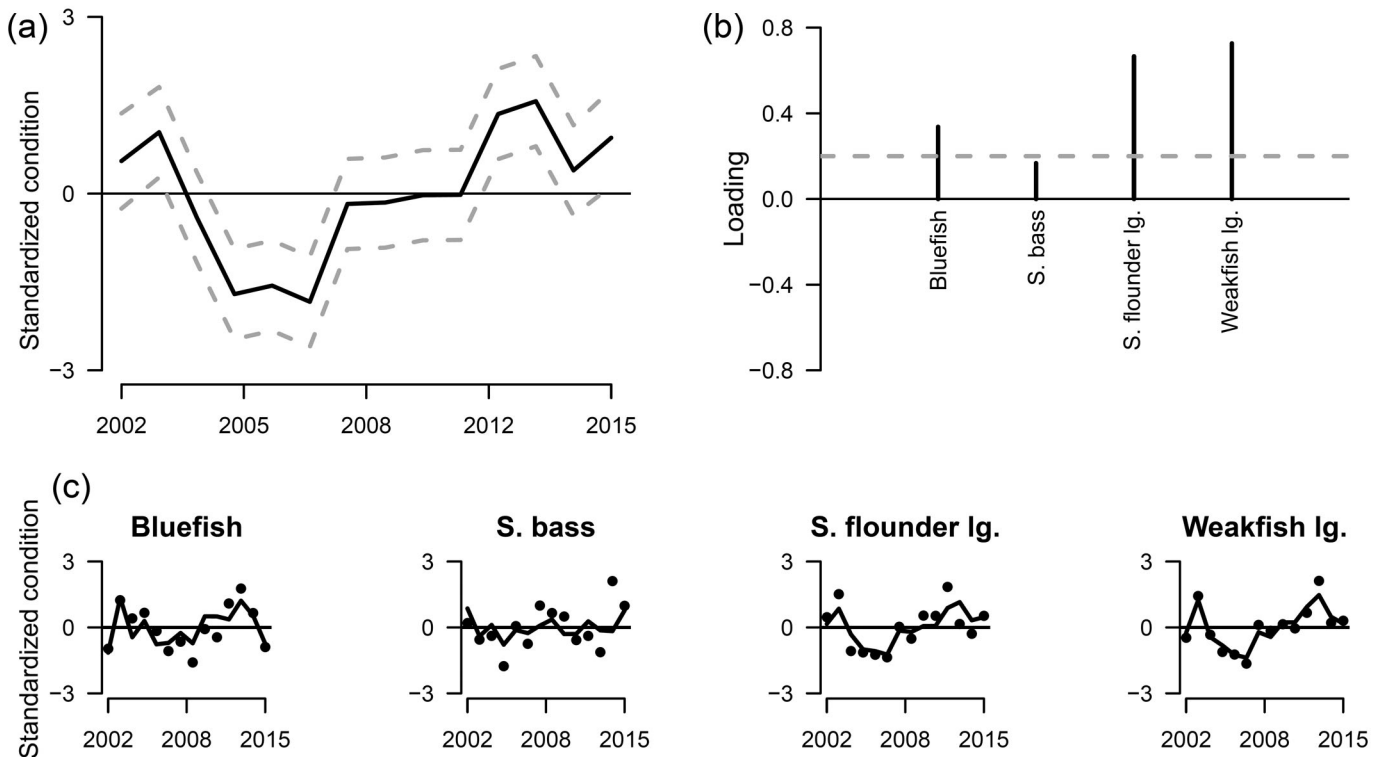 (a)
Standardized condition
3
0
−3
2002 2005 2008 2012 2015
(b)
Loading
0.8
0.4
0.0
−0.4
−0.8
Bluefish
S. bass
S. flounder lg.
Weakfish lg.
(c)
Standardized condition
Bluefish
3
0
−3
2002 2008 2015
S. bass
3
0
−3
2002 2008 2015
S. flounder lg.
3
0
−3
2002 2008 2015
Weakfish lg.
3
0
−3
2002 2008 2015